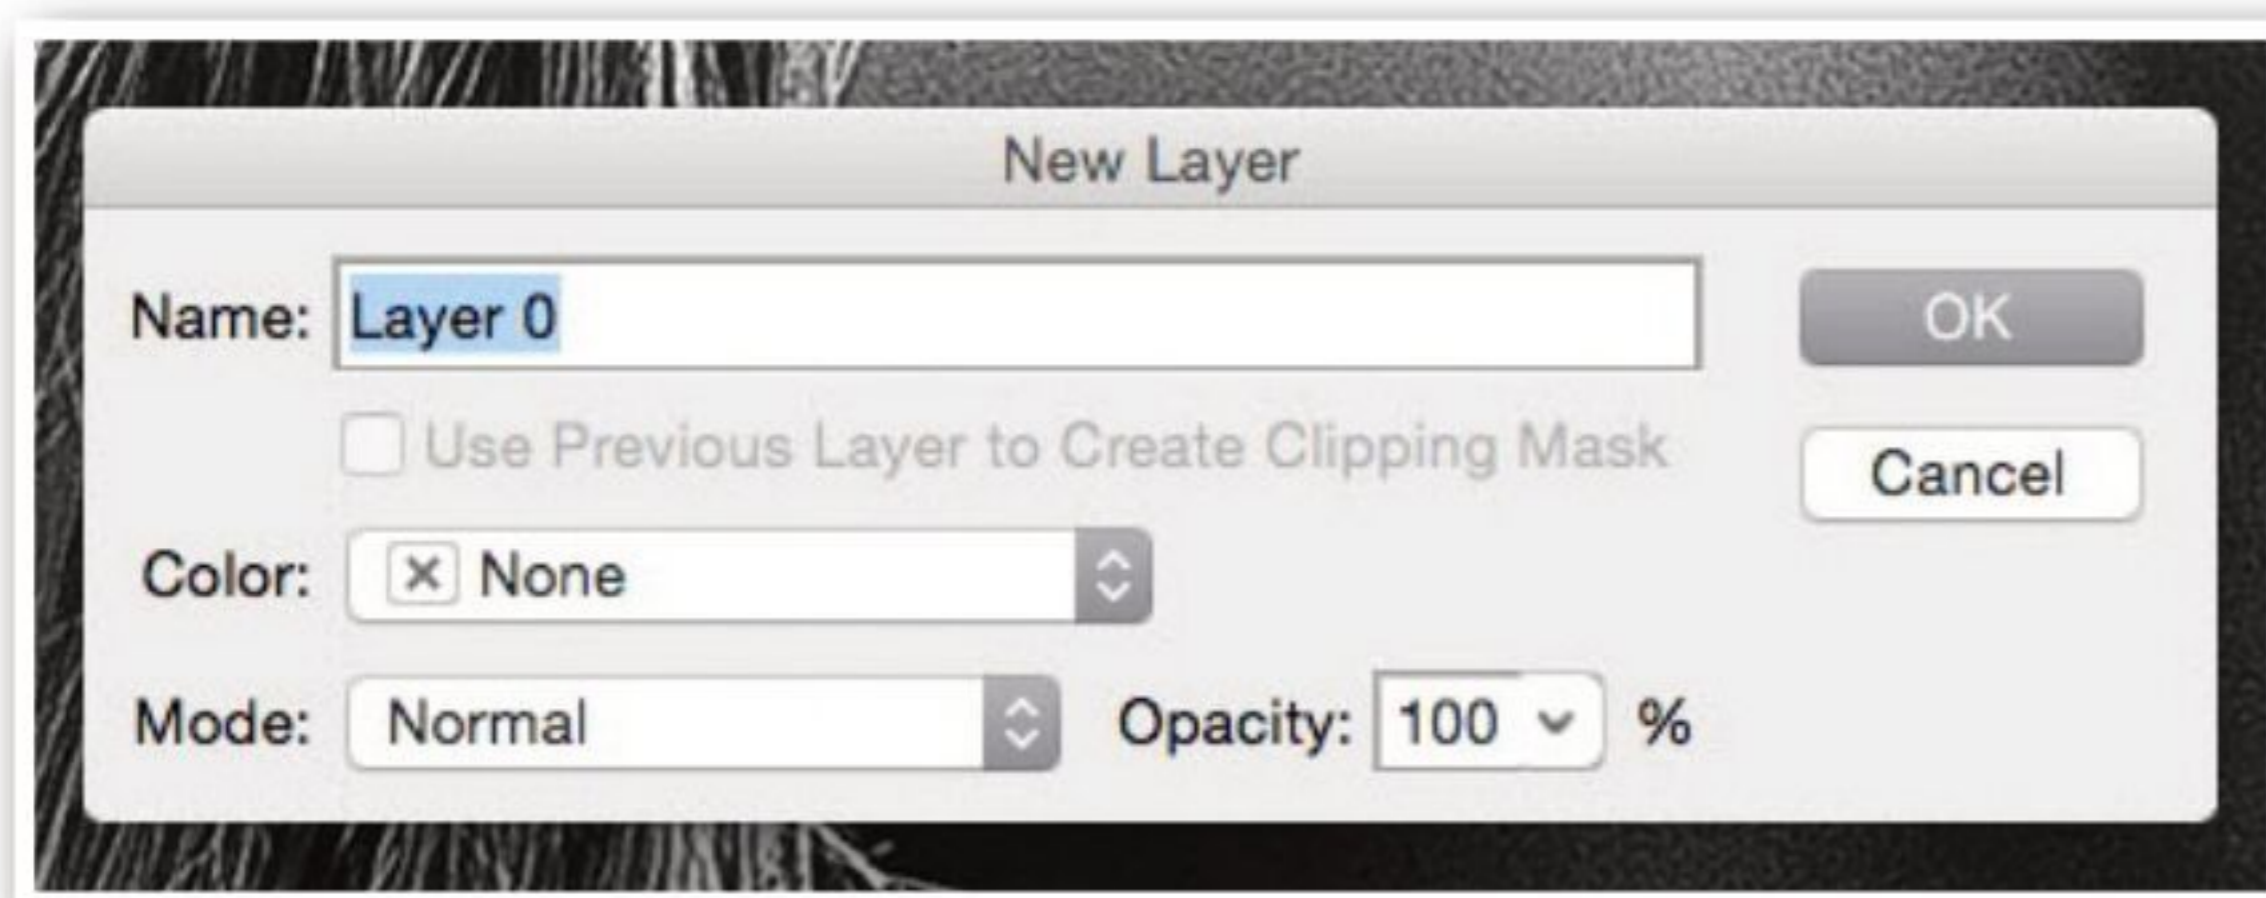 New Layer
Name: Layer 0
OK
Use Previous Layer to Create Clipping Mask
Cancel
Color: None
Mode: Normal Opacity: 100 %